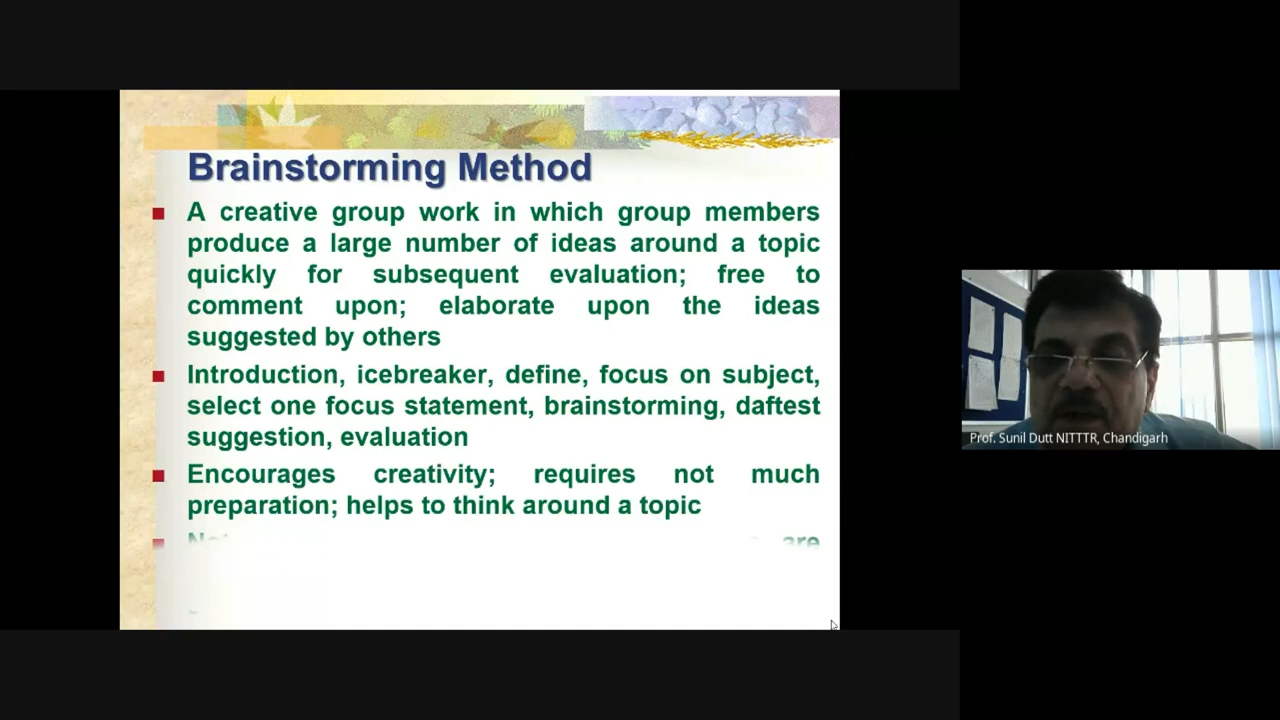 Brainstorming Method
A creative group work in which group members
produce a large number of ideas around a topic
quickly for subsequent evaluation; free to
comment upon; elaborate upon the ideas
suggested by others
Introduction, icebreaker, define, focus on subject,
select one focus statement, brainstorming, daftest
suggestion, evaluation
Encourages creativity; requires not much
preparation; helps to think around a topic
are
Prof. Sunil Dutt NITTTR, Chandigarh